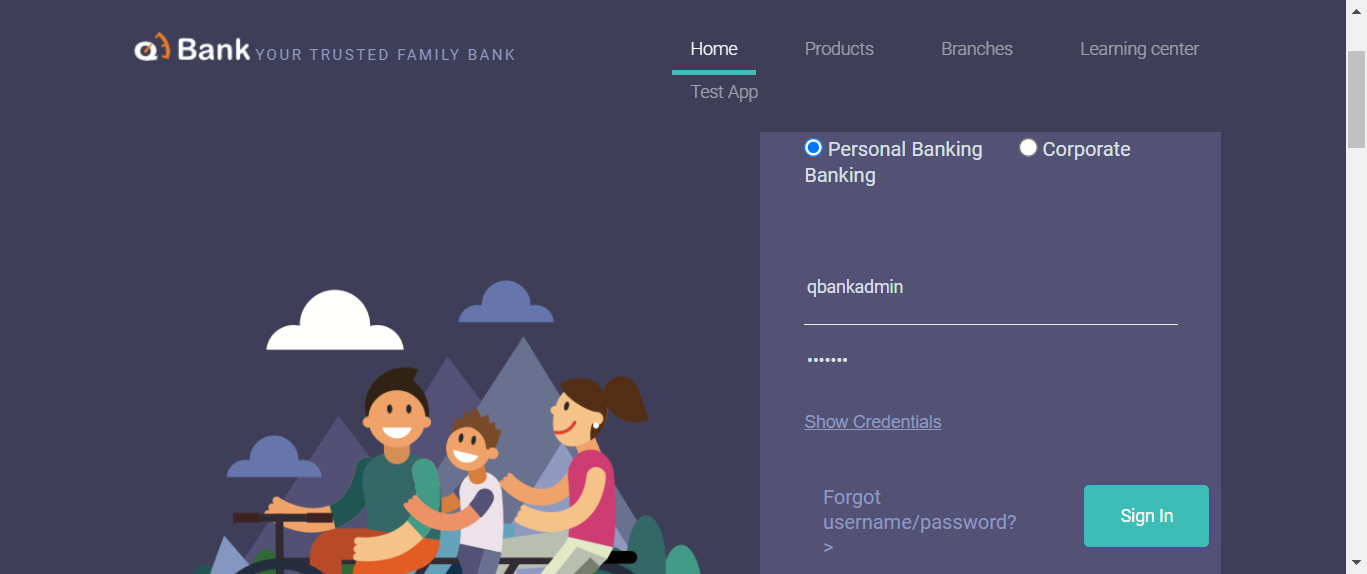 Bank YOUR TRUSTED FAMILY BANK
Home Products Branches Learning center
Test App
Personal Banking Corporate
Banking
qbankadmin
•••••••
Show Credentials
Forgot
username/password?
>
Sign In